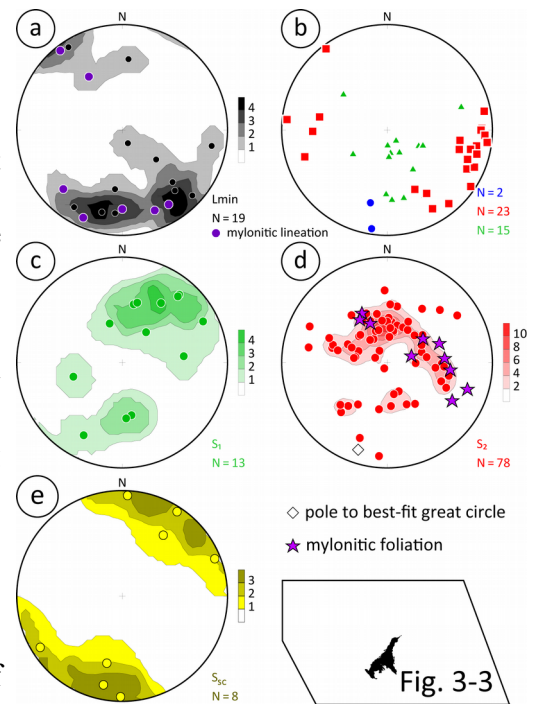 a
N
4
3
2
1
Lmin
N = 19
mylonitic lineation
b
N
N = 2
N = 23
N = 15
c
N
4
3
2
1
S₁
N = 13
d
N
10
8
6
4
2
S₂
N = 78
e
N
3
2
1
Ssc
N = 8
pole to best-fit great circle
mylonitic foliation
Fig. 3-3